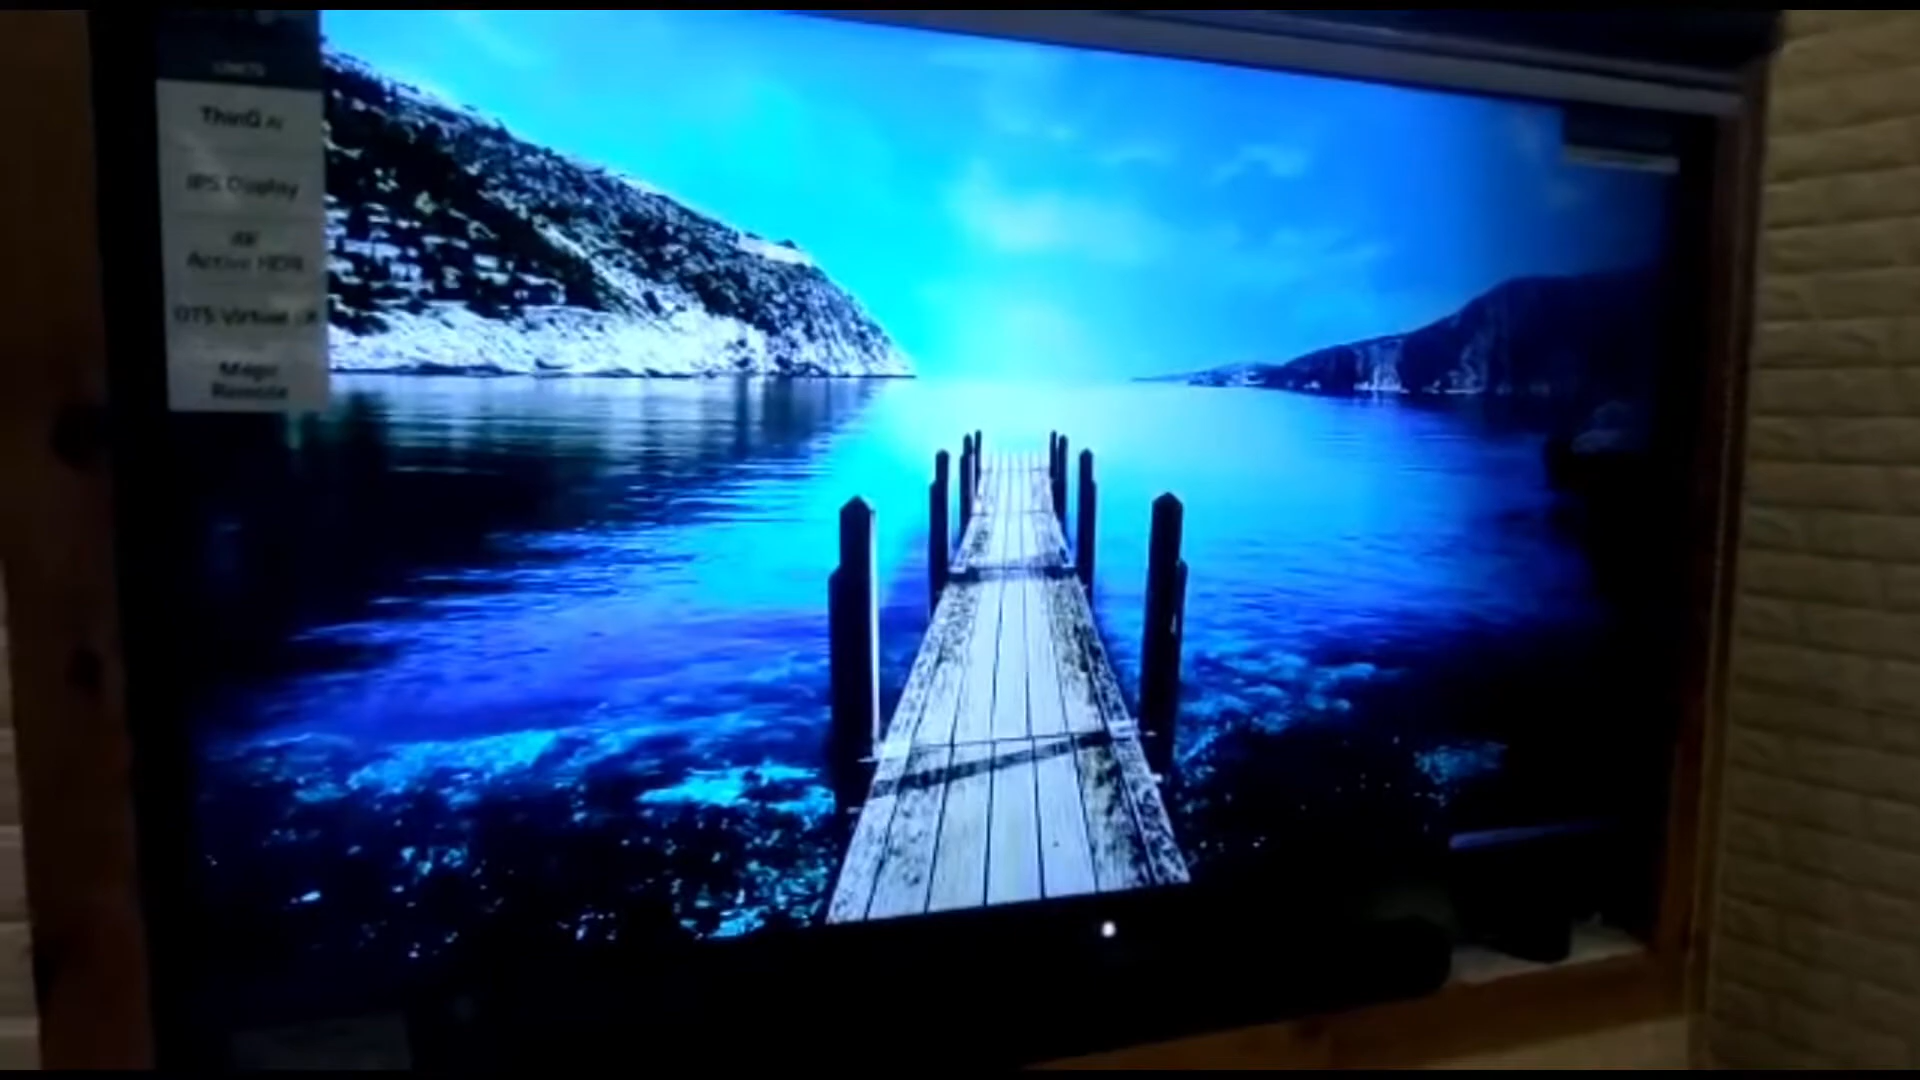 ThinQ AI
IPS Display
4K
Active HDR
DTS Virtual :X
Magic
Remote